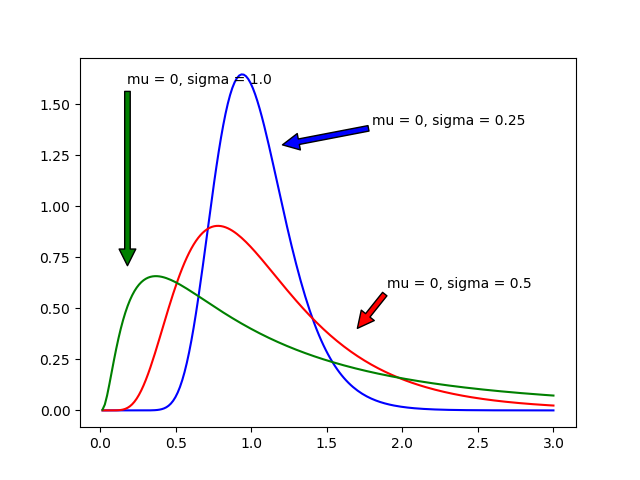 mu = 0, sigma = 1.0
mu = 0, sigma = 0.25
mu = 0, sigma = 0.5
1.50
1.25
1.00
0.75
0.50
0.25
0.00
0.0 0.5 1.0 1.5 2.0 2.5 3.0